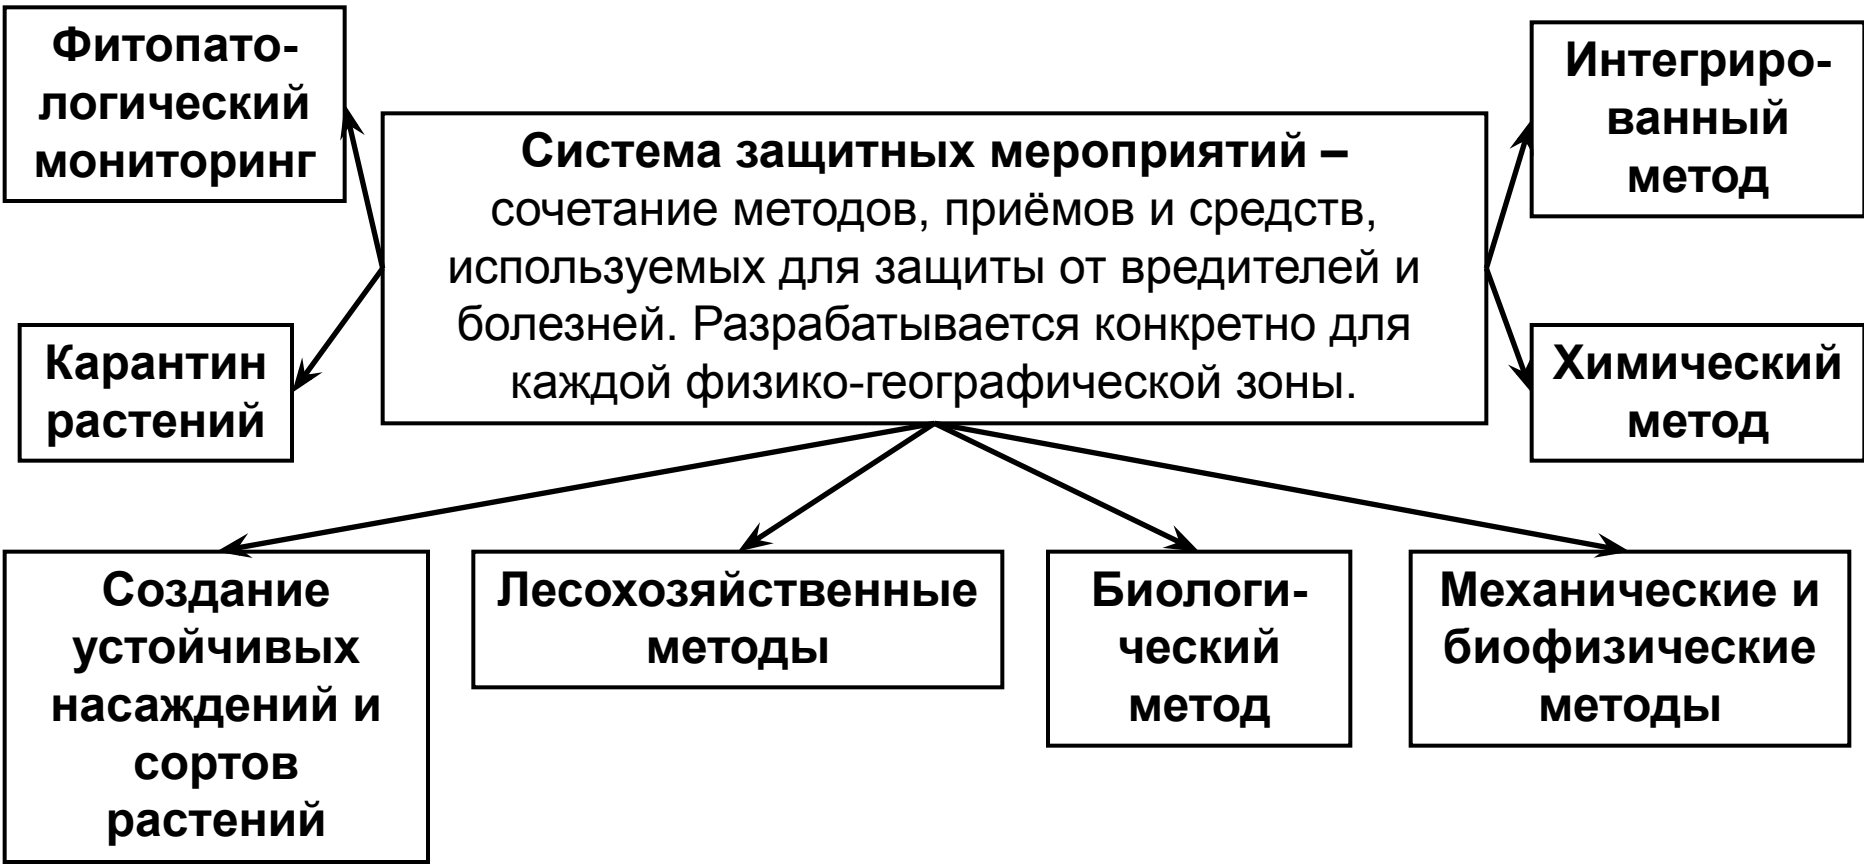 Фитопато-
логический
мониторинг
Интегриро-
ванный
метод
Система защитных мероприятий –
сочетание методов, приёмов и средств,
используемых для защиты от вредителей и
болезней. Разрабатывается конкретно для
каждой физико-географической зоны.
Карантин
растений
Химический
метод
Создание
устойчивых
насаждений и
сортов
растений
Лесохозяйственные
методы
Биологи-
ческий
метод
Механические и
биофизические
методы